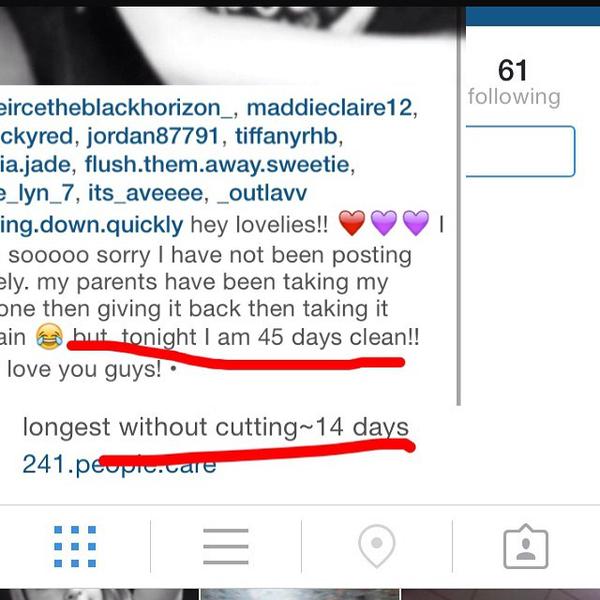 61
following
eircetheblackhorizon_, maddieclaire12,
ckyred, jordan87791, tiffanyrhb,
ia.jade, flush.them.away.sweetie,
e_lyn_7, its_aveeee, _outlavv
ing.down.quickly hey lovelies!! ❤️💜💜 I
sooooo sorry I have not been posting
ely. my parents have been taking my
one then giving it back then taking it
ain 😂 but tonight I am 45 days clean!!
love you guys! •
longest without cutting~14 days
241.people.care